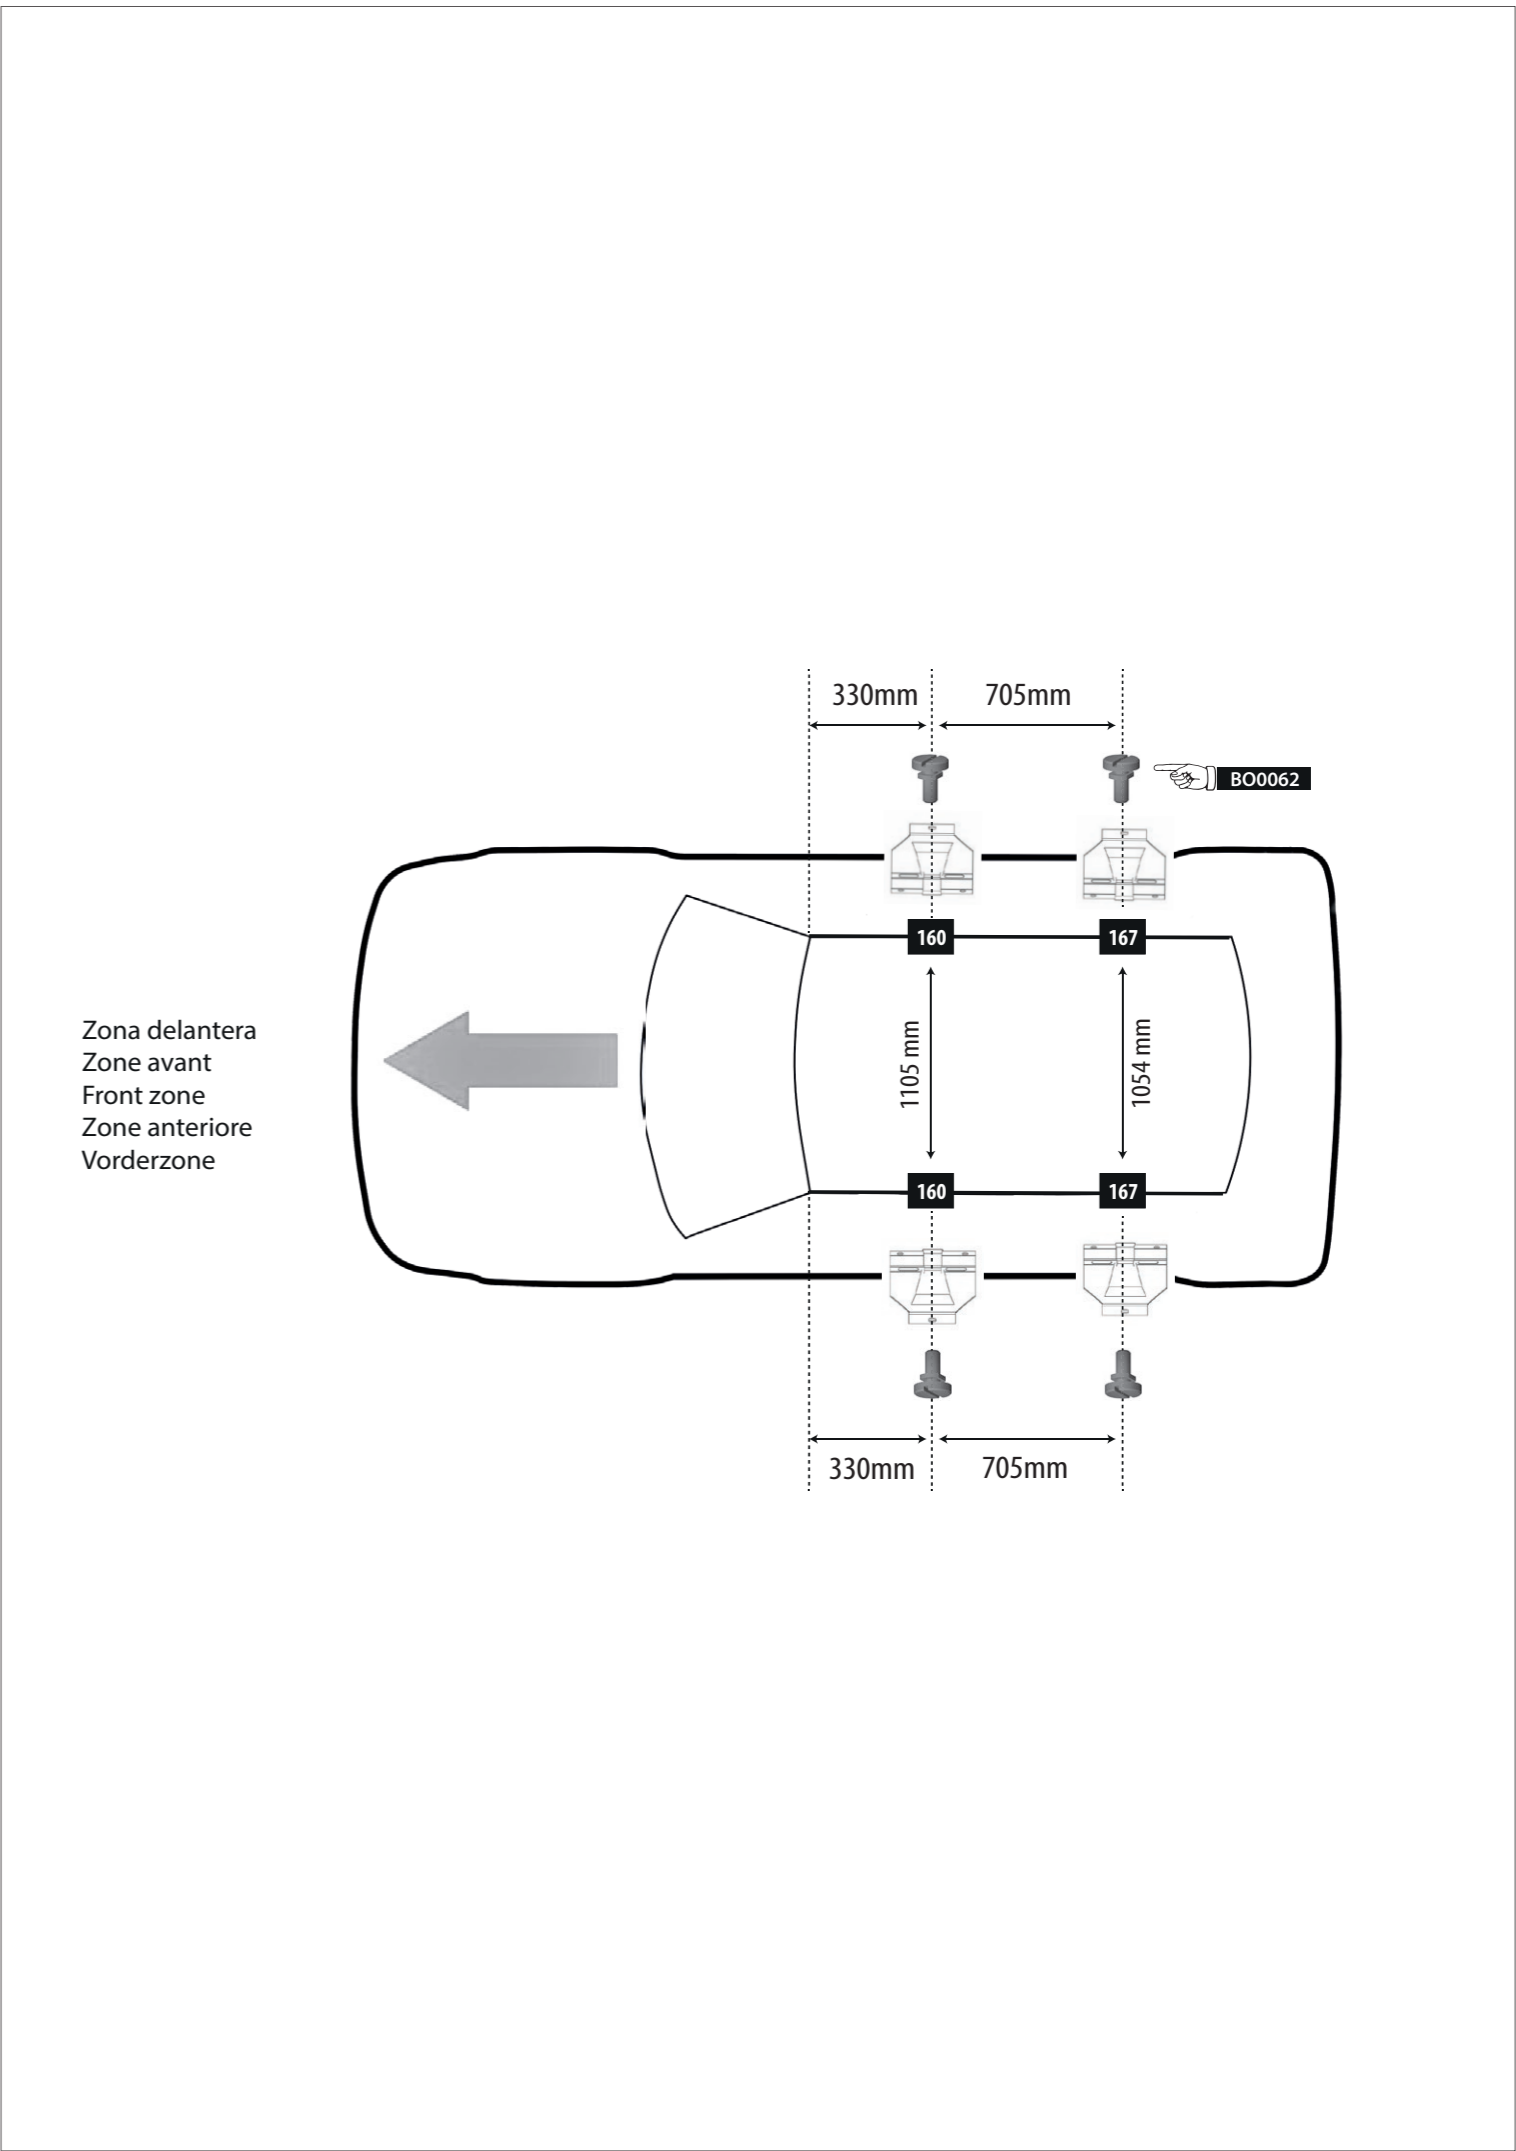 330mm
705mm
BO0062
160
167
Zona delantera
Zone avant
Front zone
Zone anteriore
Vorderzone
1105 mm
1054 mm
160
167
330mm
705mm